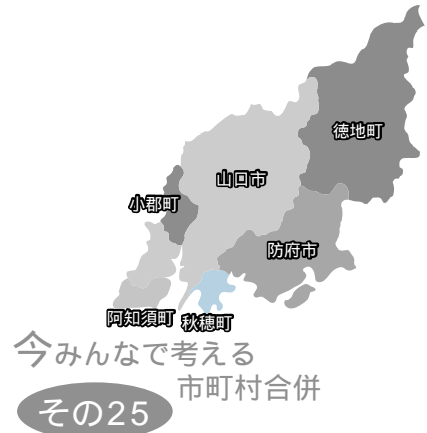 徳地町
山口市
小郡町
防府市
阿知須町
秋穂町
今みんなで考える
市町村合併
その25